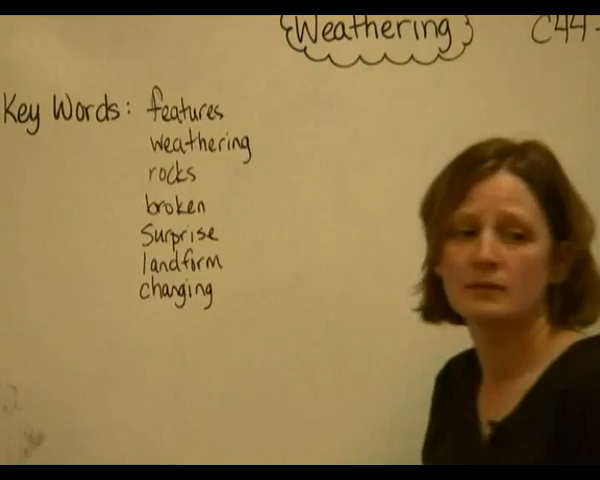 Weathering C44-
Key Words: features
weathering
rocks
broken
Surprise
landform
changing